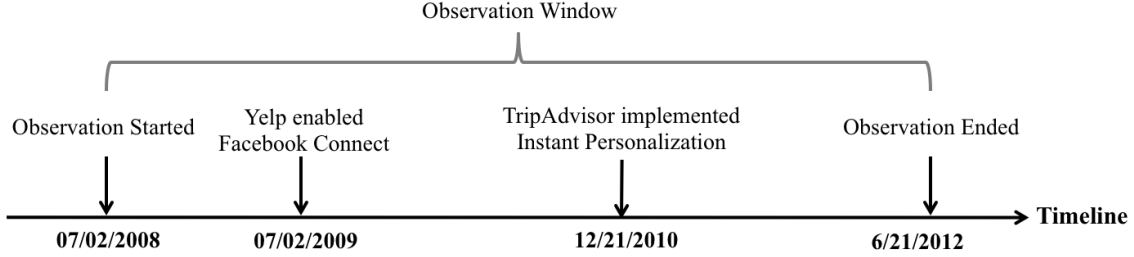 Observation Window
Observation Started
Yelp enabled
Facebook Connect
TripAdvisor implemented
Instant Personalization
Observation Ended
Timeline
07/02/2008
07/02/2009
12/21/2010
6/21/2012